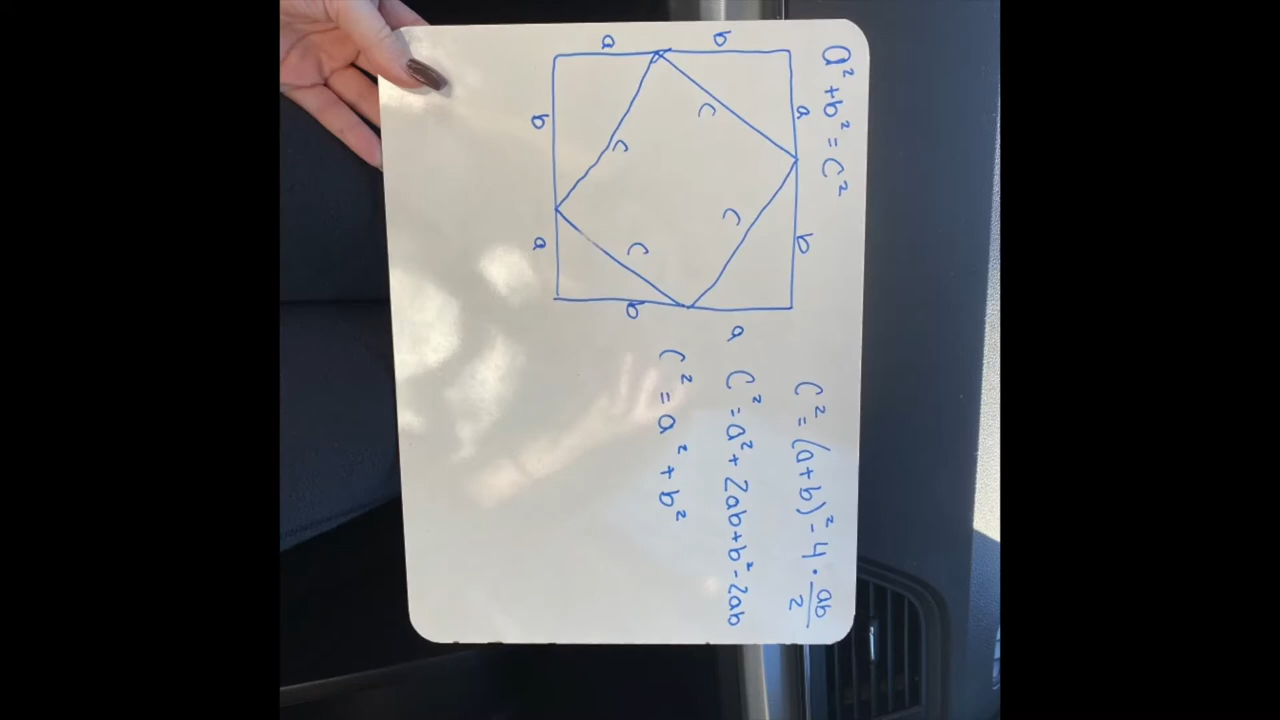 a² + b² = c²
b
a
a
c
c
b
b
c
c
a
a
b
c² = (a+b)² - 4 · ab/2
c² = a² + 2ab + b² - 2ab
c² = a² + b²